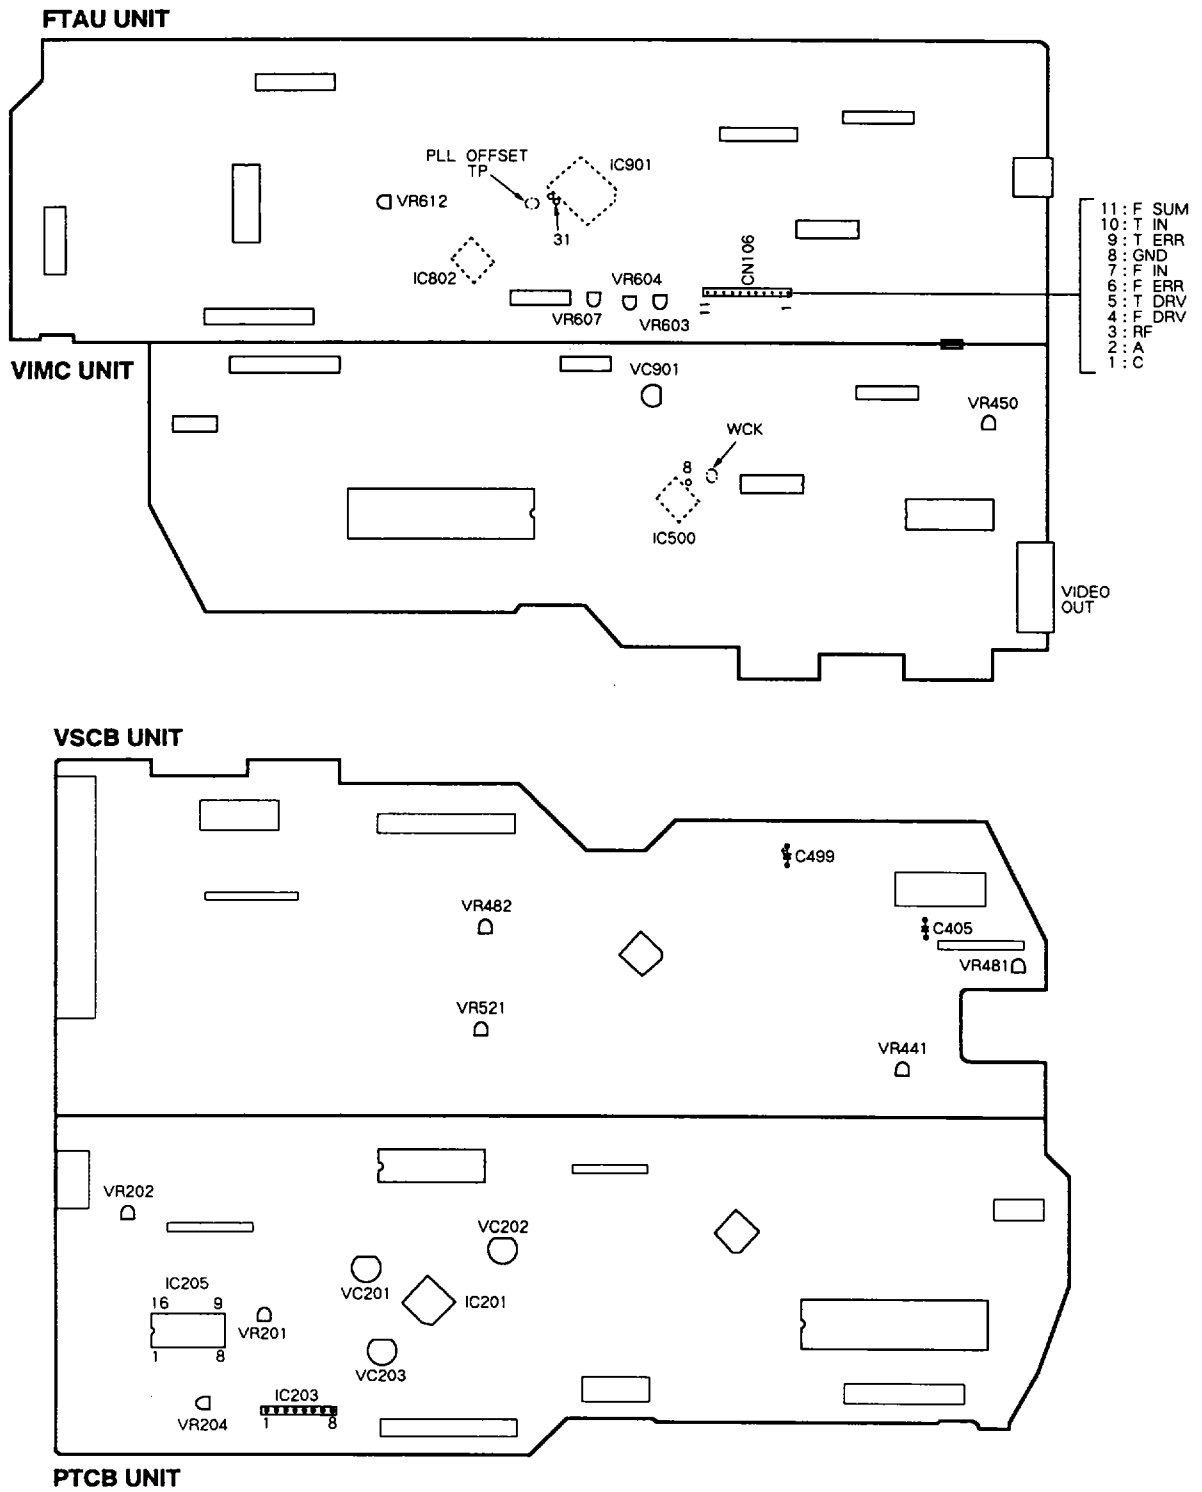 FTAU UNIT
PLL OFFSET
TP
IC901
VR612
31
IC802
VR604
CN106
VR607
VR603
11
1
11 : F SUM
10 : T IN
9 : T ERR
8 : GND
7 : F IN
6 : F ERR
5 : T DRV
4 : F DRV
3 : RF
2 : A
1 : C
VIMC UNIT
VC901
VR450
WCK
8
IC500
VIDEO
OUT
VSCB UNIT
C499
VR482
C405
VR481
VR521
VR441
VR202
VC202
IC205
16 9
VC201
IC201
VR201
1 8
VC203
IC203
VR204
1 8
PTCB UNIT